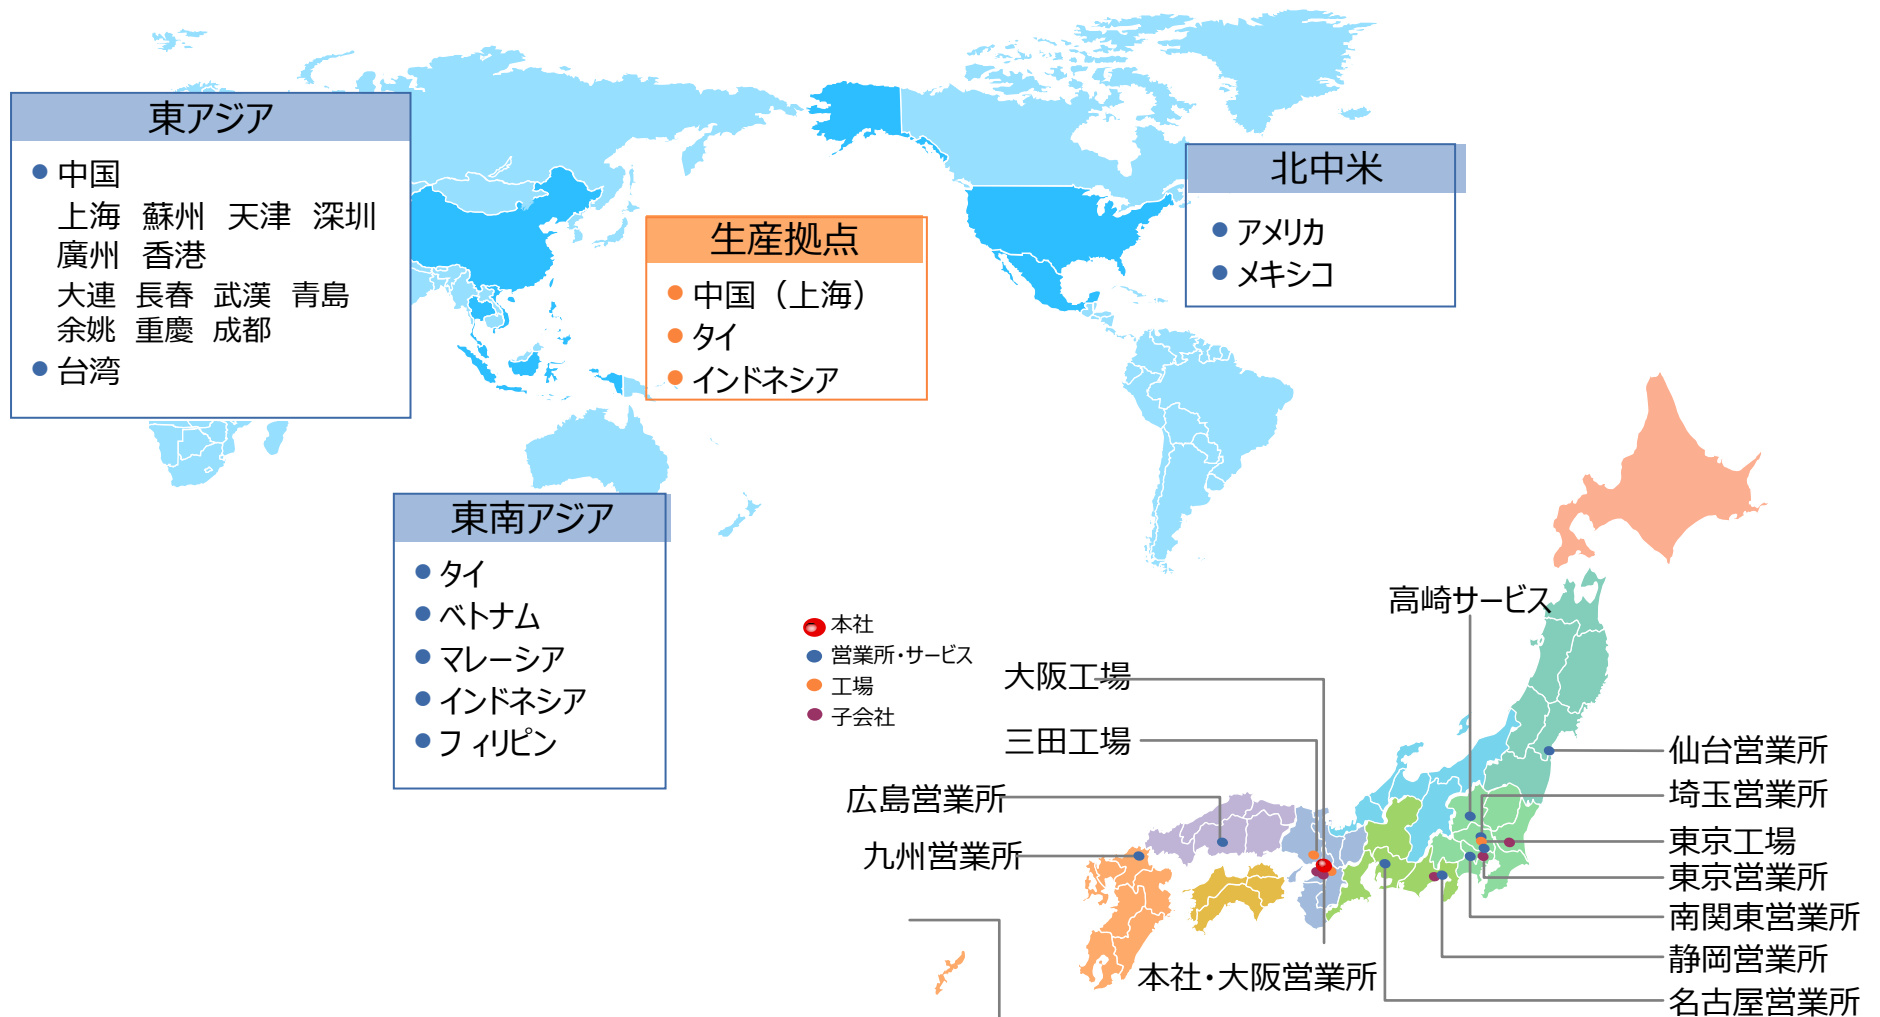 東アジア
中国
上海 蘇州 天津 深圳
廣州 香港
大連 長春 武漢 青島
余姚 重慶 成都
台湾
生産拠点
中国（上海）
タイ
インドネシア
北中米
アメリカ
メキシコ
東南アジア
タイ
ベトナム
マレーシア
インドネシア
フィリピン
本社
営業所・サービス
工場
子会社
高崎サービス
大阪工場
三田工場
広島営業所
九州営業所
本社・大阪営業所
仙台営業所
埼玉営業所
東京工場
東京営業所
南関東営業所
静岡営業所
名古屋営業所